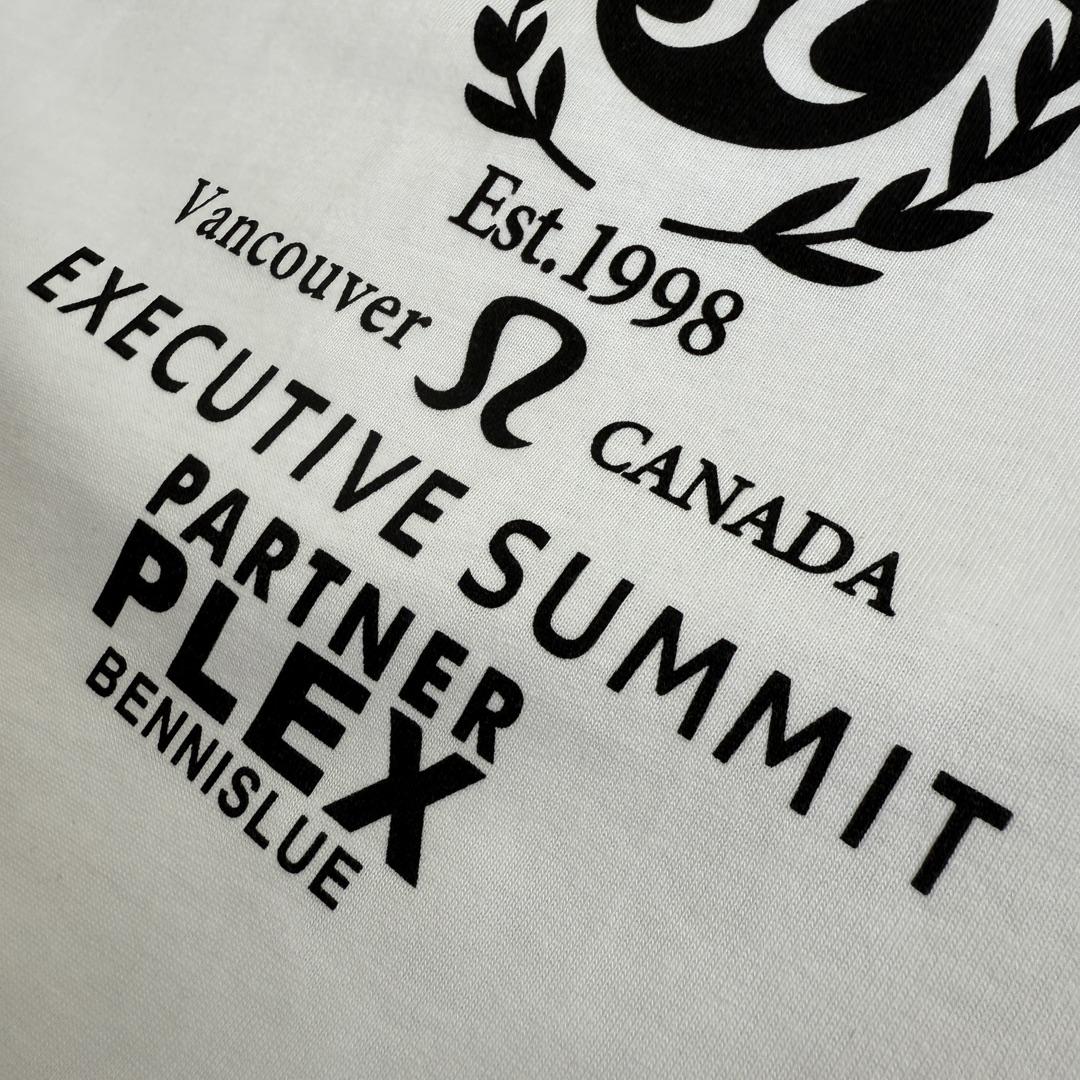 Est.1998
Vancouver CANADA
EXECUTIVE SUMMIT
PARTNER
PLEX
BENNISLUE